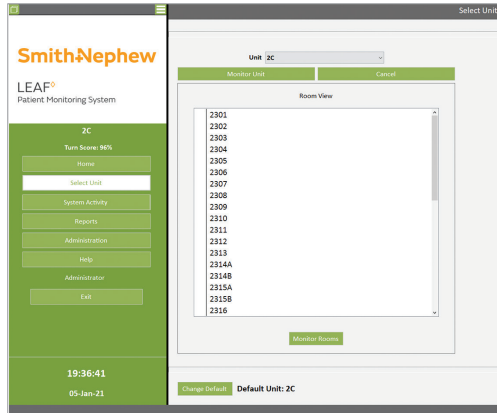 Select Unit
Smith+Nephew
LEAF◊
Patient Monitoring System
2C
Turn Score: 96%
Home
Select Unit
System Activity
Reports
Administration
Help
Administrator
Exit
19:36:41
05-Jan-21
Unit 2C
Monitor Unit Cancel
Room View
2301
2302
2303
2304
2305
2306
2307
2308
2309
2310
2311
2312
2313
2314A
2314B
2315A
2315B
2316
Monitor Rooms
Change Default Default Unit: 2C